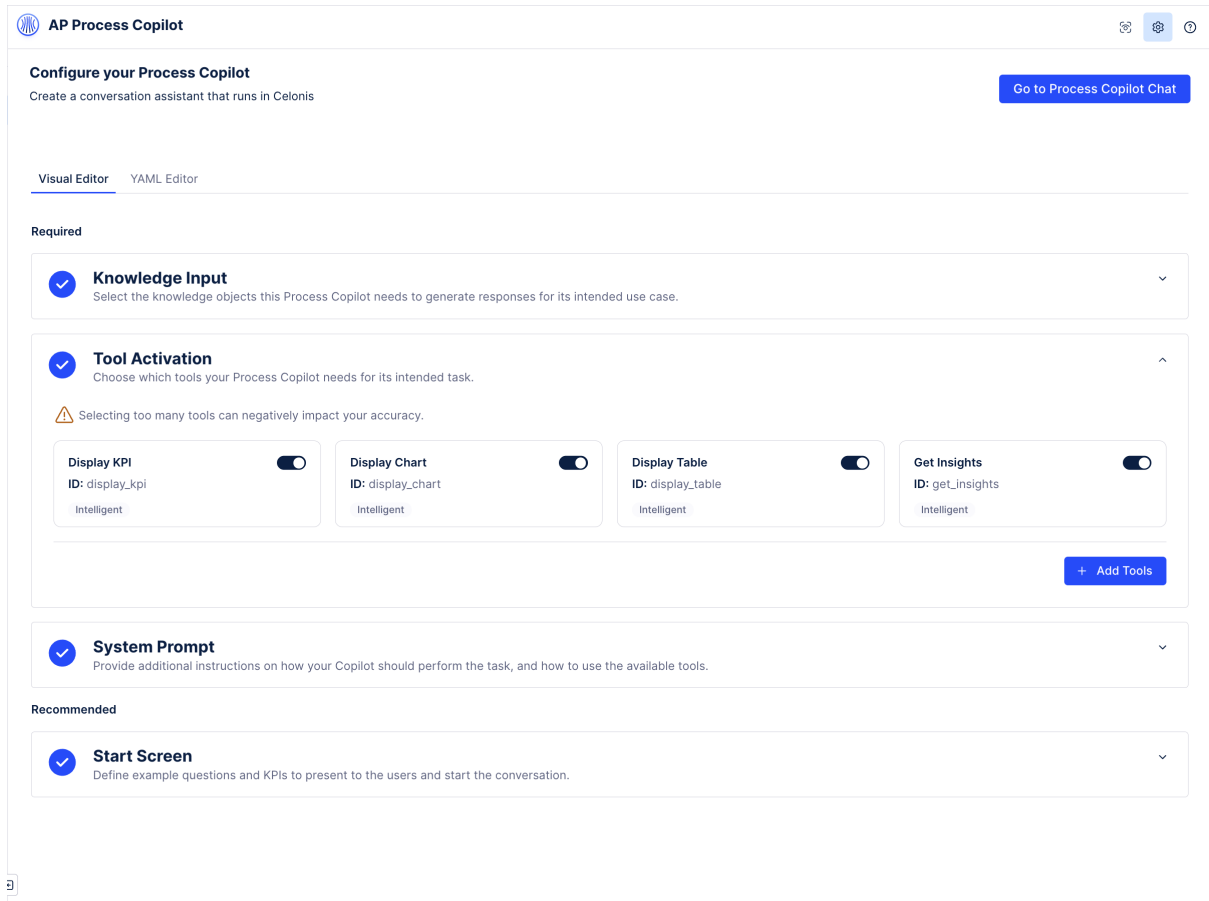 AP Process Copilot
Configure your Process Copilot
Create a conversation assistant that runs in Celonis
Go to Process Copilot Chat
Visual Editor
YAML Editor
Required
Knowledge Input
Select the knowledge objects this Process Copilot needs to generate responses for its intended use case.
Tool Activation
Choose which tools your Process Copilot needs for its intended task.
Selecting too many tools can negatively impact your accuracy.
Display KPI
ID: display_kpi
Intelligent
Display Chart
ID: display_chart
Intelligent
Display Table
ID: display_table
Intelligent
Get Insights
ID: get_insights
Intelligent
+ Add Tools
System Prompt
Provide additional instructions on how your Copilot should perform the task, and how to use the available tools.
Recommended
Start Screen
Define example questions and KPIs to present to the users and start the conversation.